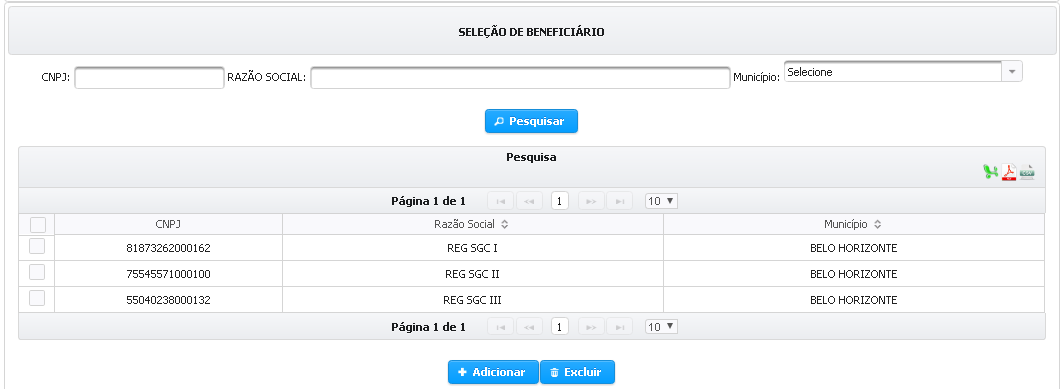 SELEÇÃO DE BENEFICIÁRIO
CNPJ: RAZÃO SOCIAL: Município: Selecione
Pesquisar
Pesquisa
Página 1 de 1 1 10
CNPJ Razão Social Município
81873262000162 REG SGC I BELO HORIZONTE
75545571000100 REG SGC II BELO HORIZONTE
55040238000132 REG SGC III BELO HORIZONTE
Página 1 de 1 1 10
Adicionar Excluir